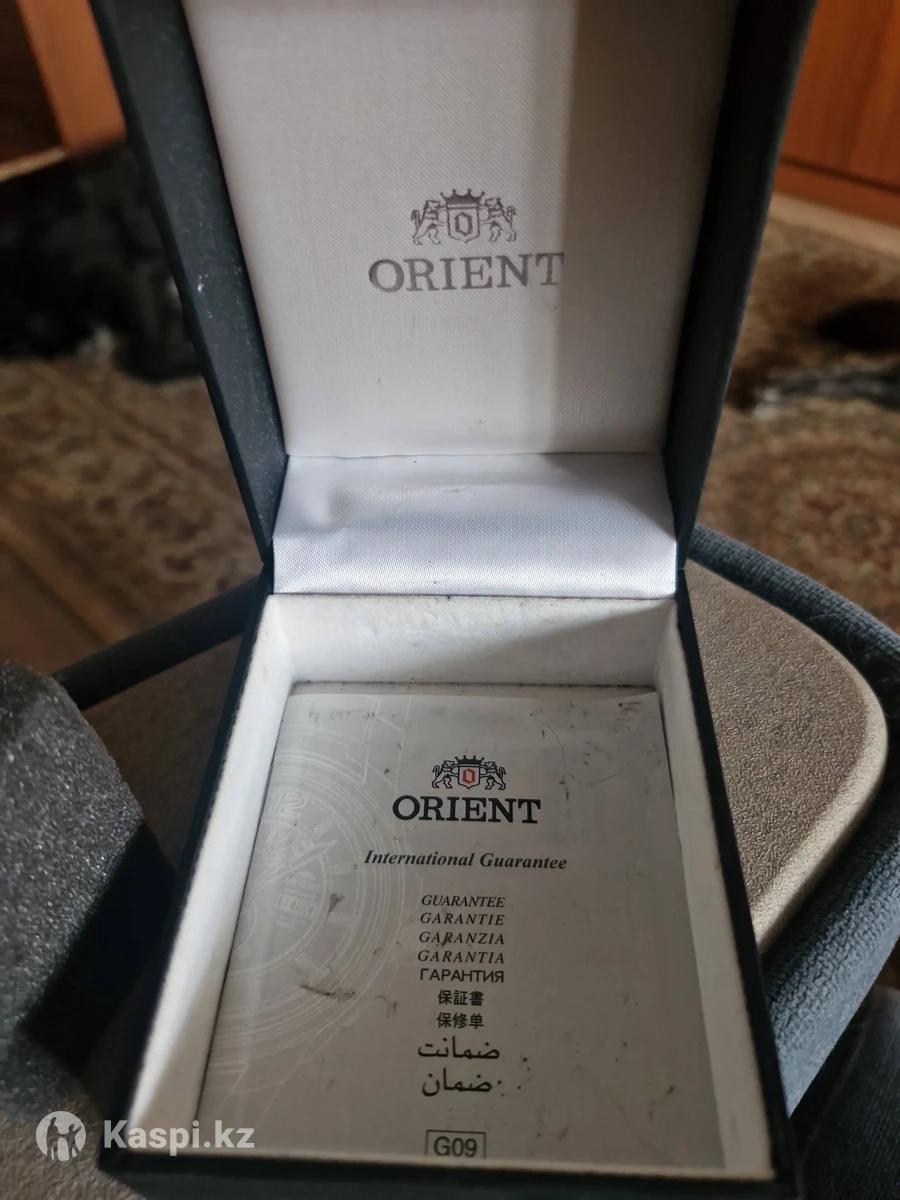 ORIENT
ORIENT
International Guarantee
GUARANTEE
GARANTIE
GARANZIA
GARANTIA
ГАРАНТИЯ
保証書
保修单
ضمانت
ضمان
G09
Kaspi.kz